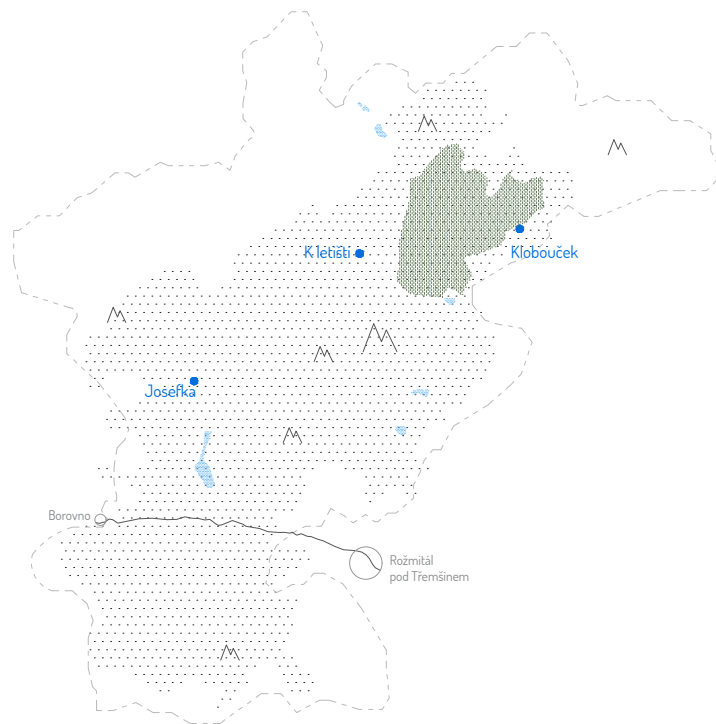 K letišti
Klobouček
Josefka
Borovno
Rožmitál
pod Třemšínem